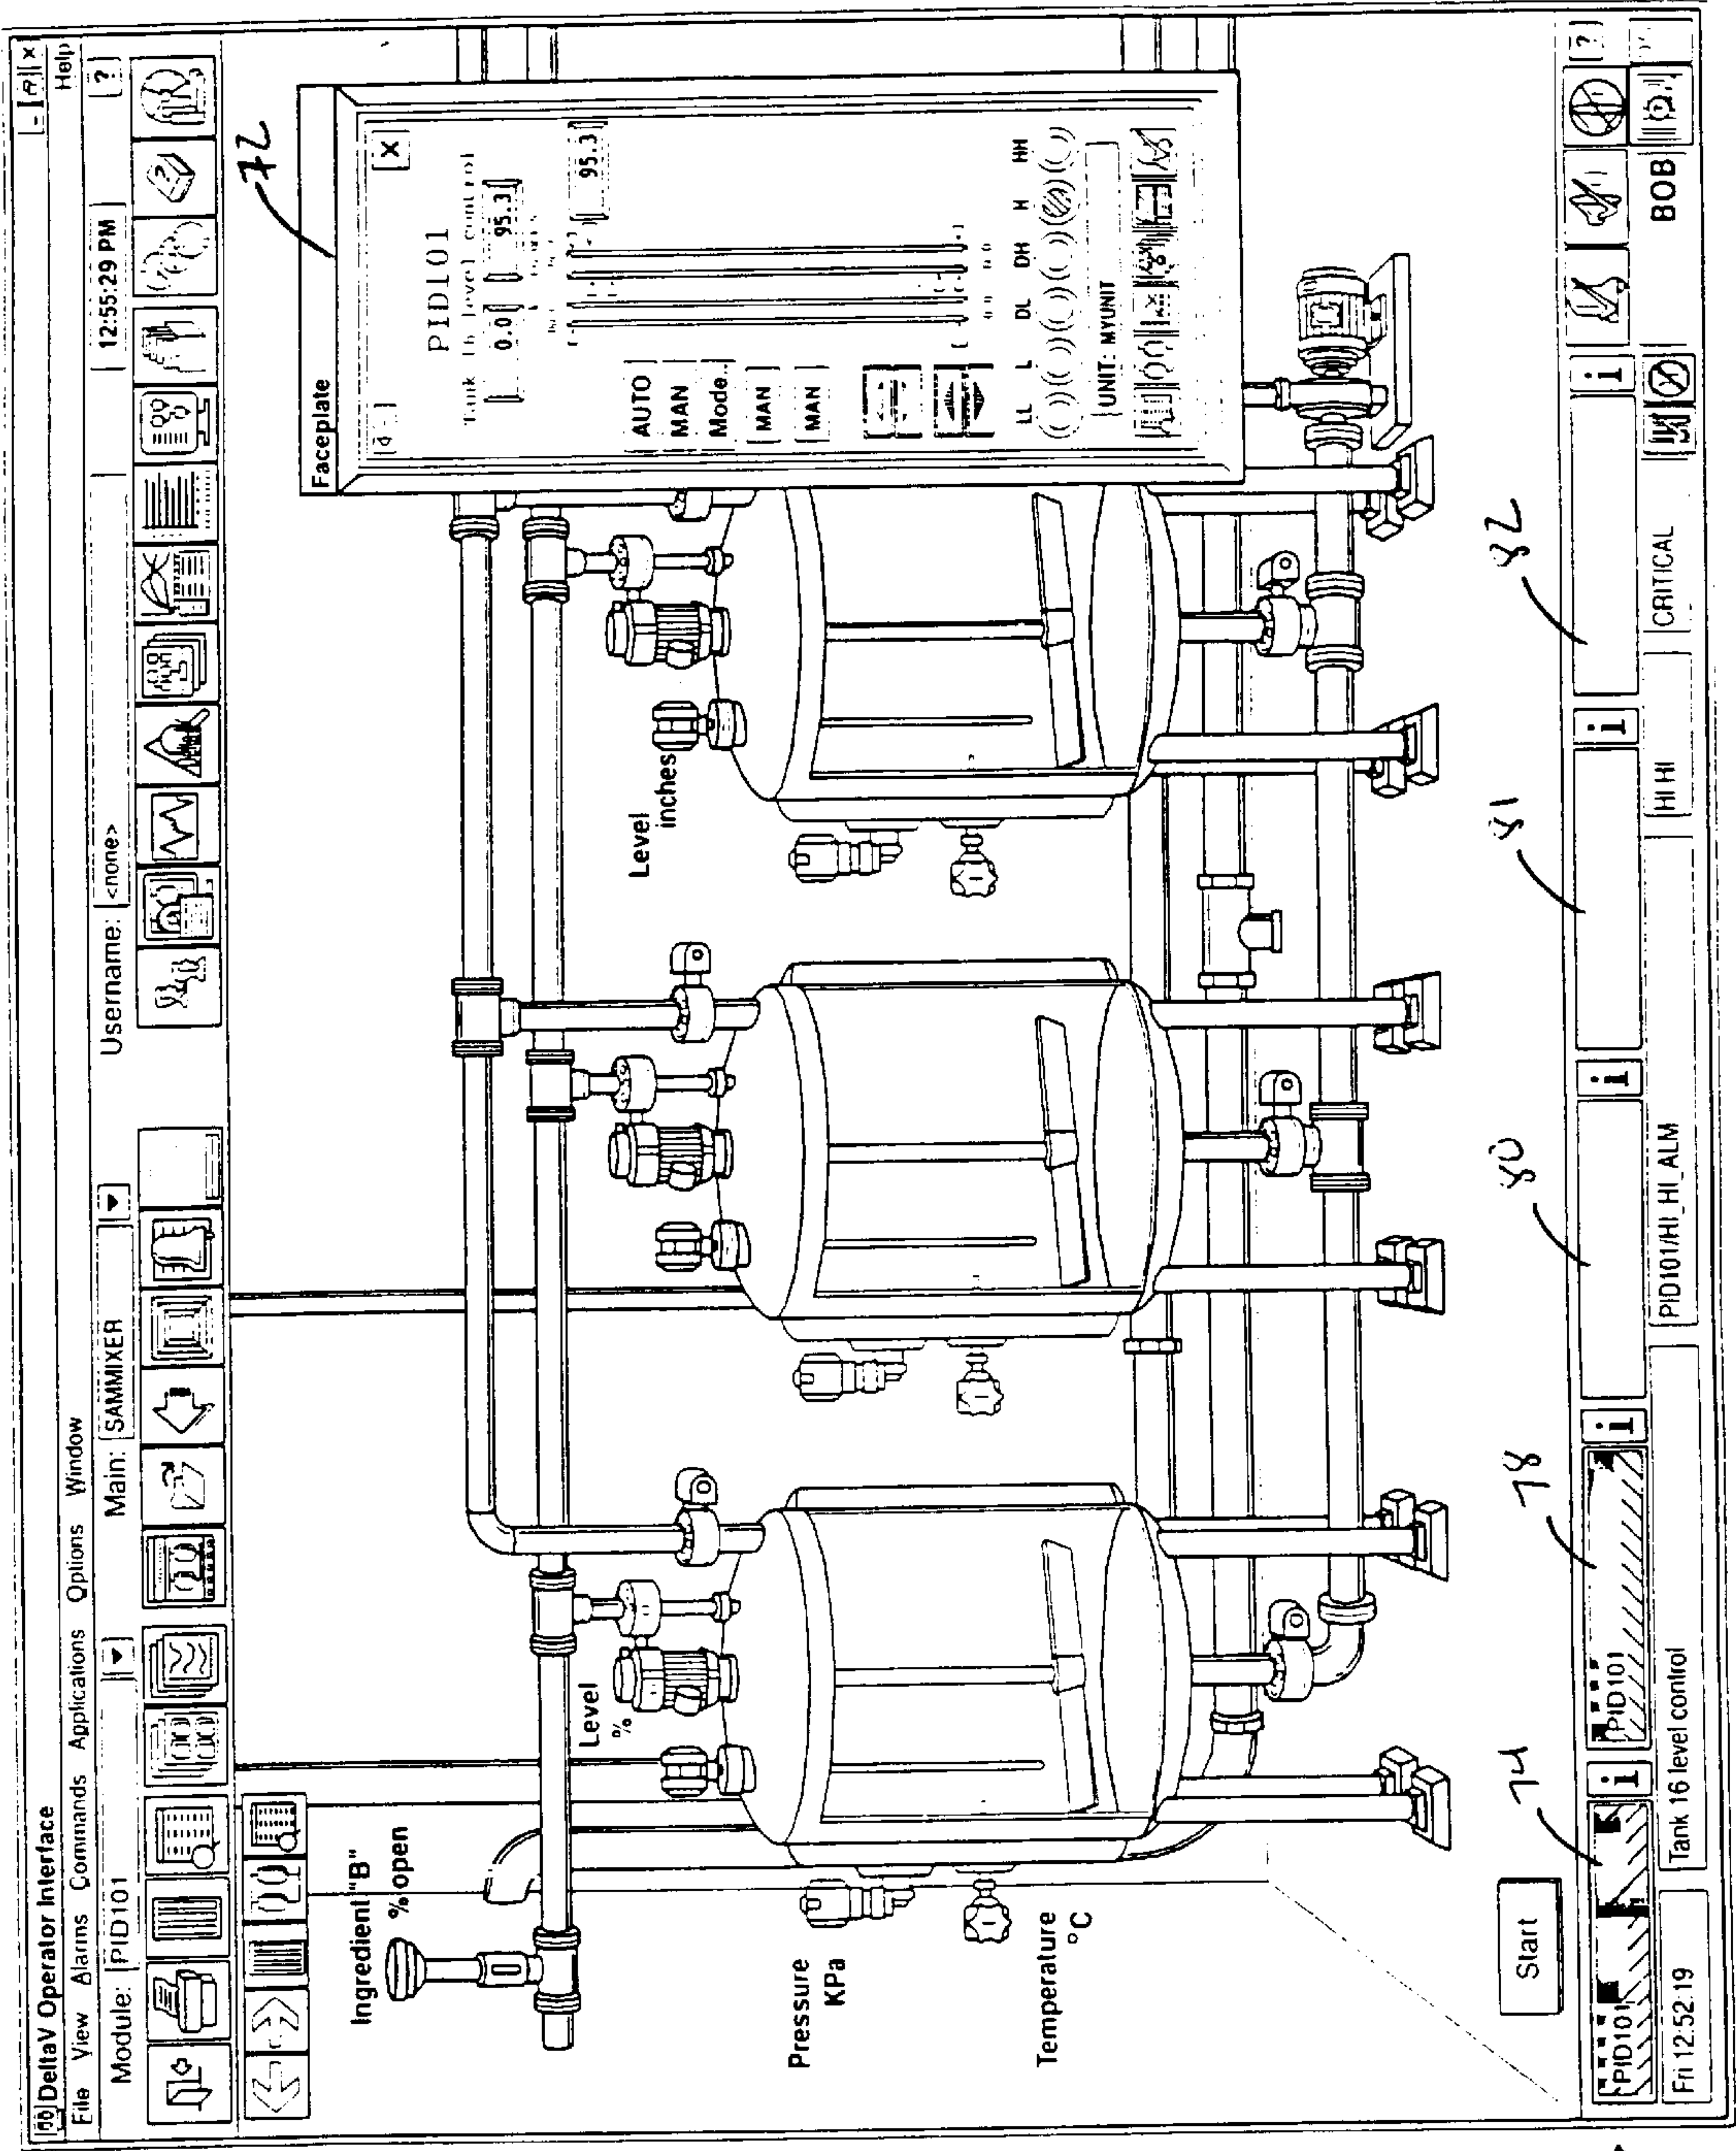 DeltaV Operator Interface
File View Alarms Commands Applications Options Window Help
Module: PID101 Main: SAMMIXER Username: <none> 12:55:29 PM ?
72
Ingredient "B"
% open
Level
%
Level
inches
Pressure
KPa
Temperature
°C
Faceplate
X
PID101
Tank 16 level control
0.0 95.3
95.3
AUTO
MAN
Mode..
MAN
MAN
LL L DL DH H HH
UNIT: MYUNIT
Start
74 78 80 81 82
PID101 i PID101 i i i i
?
Fri 12:52:19 Tank 16 level control PID101/HI_HI_ALM HI HI CRITICAL BOB